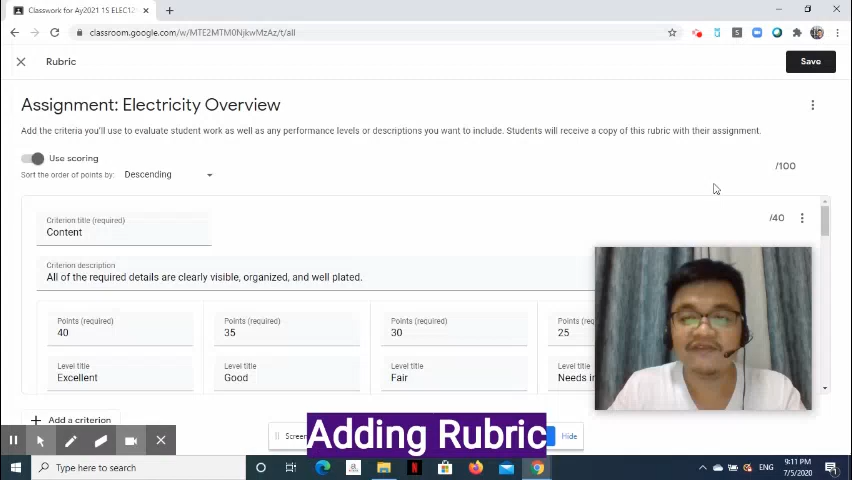 Classwork for Ay2021 1S ELEC12
classroom.google.com/w/MTE2MTM0NjkwMzAz/t/all
Rubric
Save
Assignment: Electricity Overview
Add the criteria you'll use to evaluate student work as well as any performance levels or descriptions you want to include. Students will receive a copy of this rubric with their assignment.
Use scoring
/100
Sort the order of points by: Descending
Criterion title (required)
Content
/40
Criterion description
All of the required details are clearly visible, organized, and well plated.
Points (required) Points (required) Points (required) Points (req
40 35 30 25
Level title Level title Level title Level title
Excellent Good Fair Needs in
Add a criterion
Screen
Adding Rubric
Hide
Type here to search
ENG
9:11 PM
7/5/2020